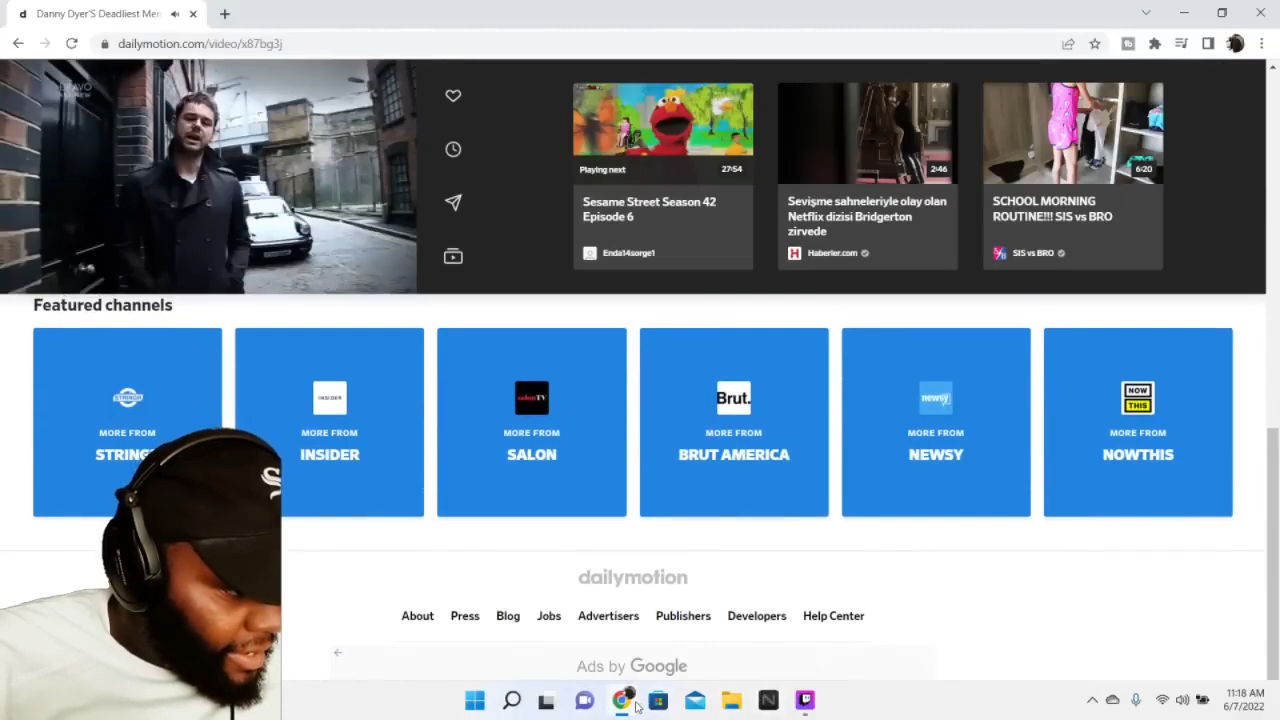 Danny Dyer'S Deadliest Men
dailymotion.com/video/x87bg3j
BRAVO
Playing next
27:54
2:46
6:20
Sesame Street Season 42
Episode 6
Enda14sorge1
Sevişme sahneleriyle olay olan
Netflix dizisi Bridgerton
zirvede
Haberler.com
SCHOOL MORNING
ROUTINE!!! SIS vs BRO
SIS vs BRO
Featured channels
STRINGR
INSIDER
salonTV
Brut.
newsy
NOW
THIS
MORE FROM
MORE FROM
MORE FROM
MORE FROM
MORE FROM
MORE FROM
STRING
INSIDER
SALON
BRUT AMERICA
NEWSY
NOWTHIS
dailymotion
About
Press
Blog
Jobs
Advertisers
Publishers
Developers
Help Center
Ads by Google
11:18 AM
6/7/2022